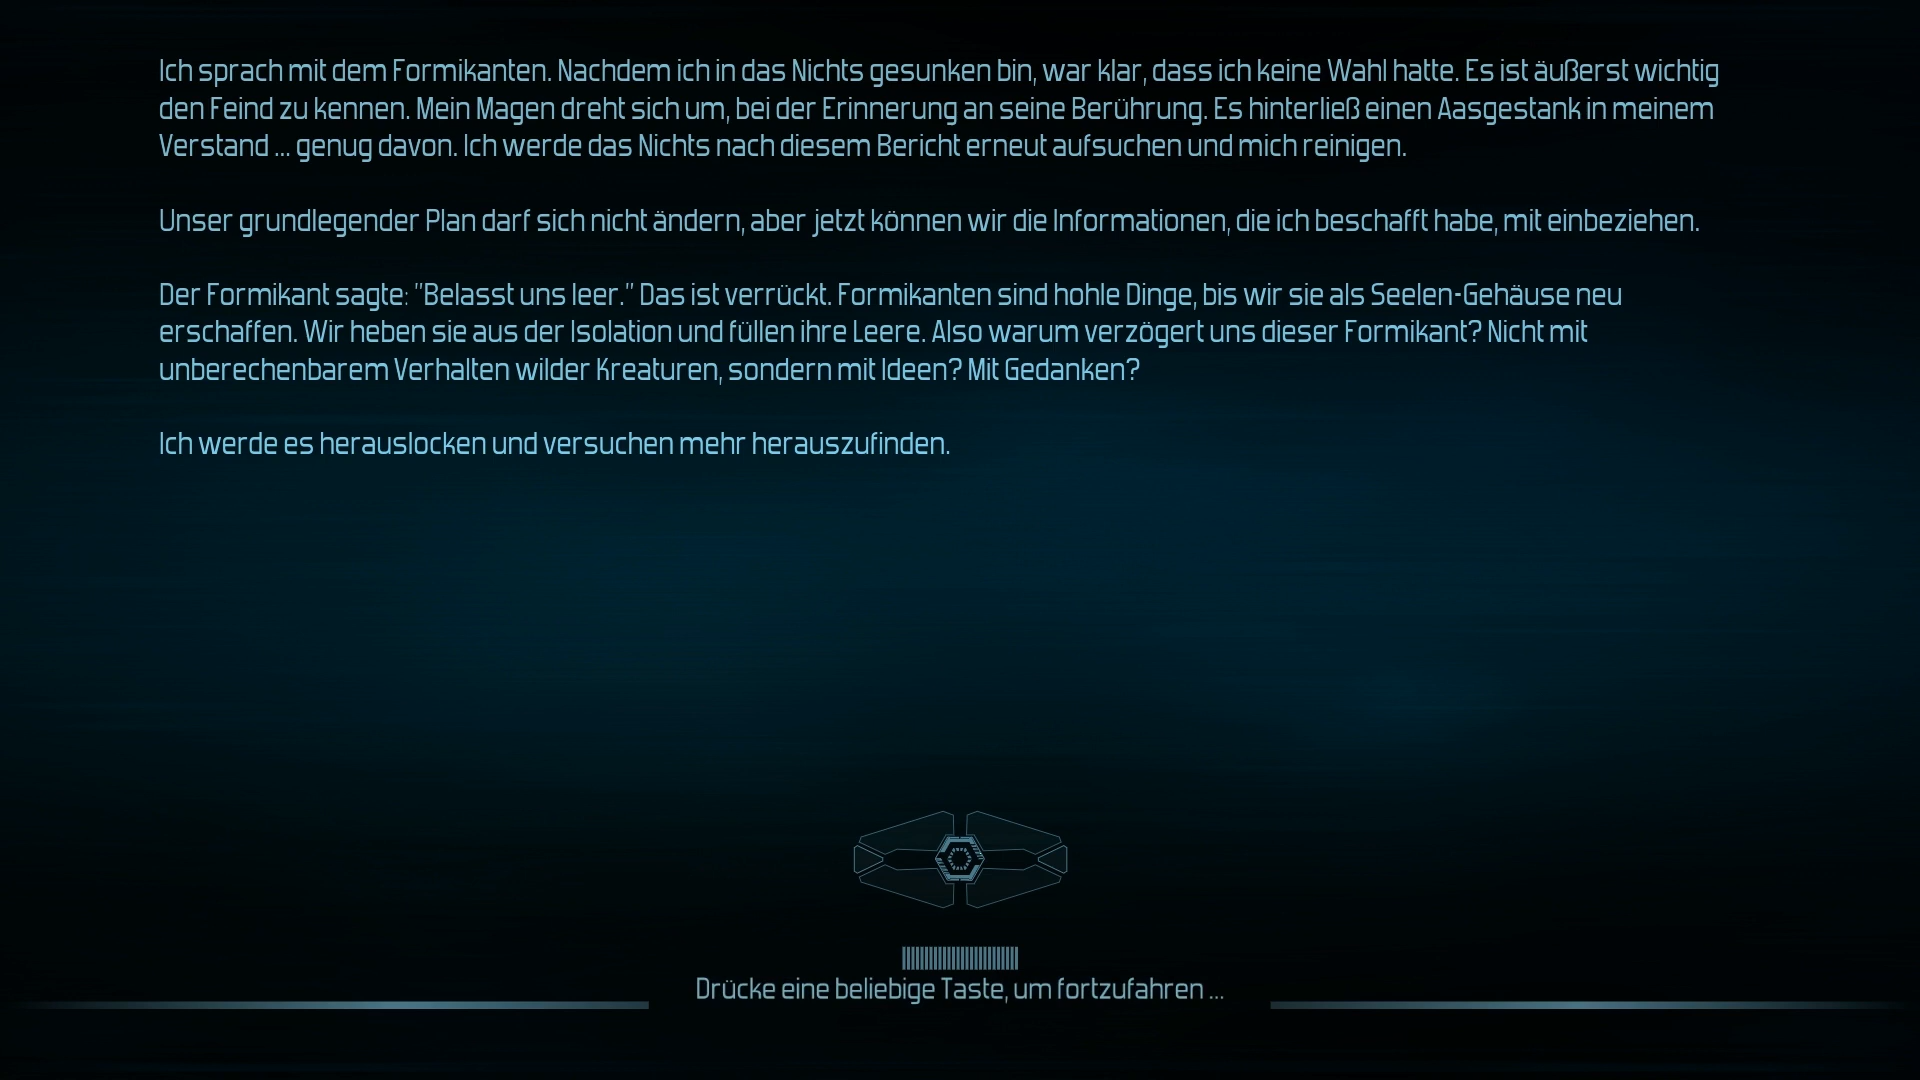 Ich sprach mit dem Formikanten. Nachdem ich in das Nichts gesunken bin, war klar, dass ich keine Wahl hatte. Es ist äußerst wichtig
den Feind zu kennen. Mein Magen dreht sich um, bei der Erinnerung an seine Berührung. Es hinterließ einen Aasgestank in meinem
Verstand ... genug davon. Ich werde das Nichts nach diesem Bericht erneut aufsuchen und mich reinigen.
Unser grundlegender Plan darf sich nicht ändern, aber jetzt können wir die Informationen, die ich beschafft habe, mit einbeziehen.
Der Formikant sagte: "Belasst uns leer." Das ist verrückt. Formikanten sind hohle Dinge, bis wir sie als Seelen-Gehäuse neu
erschaffen. Wir heben sie aus der Isolation und füllen ihre Leere. Also warum verzögert uns dieser Formikant? Nicht mit
unberechenbarem Verhalten wilder Kreaturen, sondern mit Ideen? Mit Gedanken?
Ich werde es herauslocken und versuchen mehr herauszufinden.
Drücke eine beliebige Taste, um fortzufahren ...